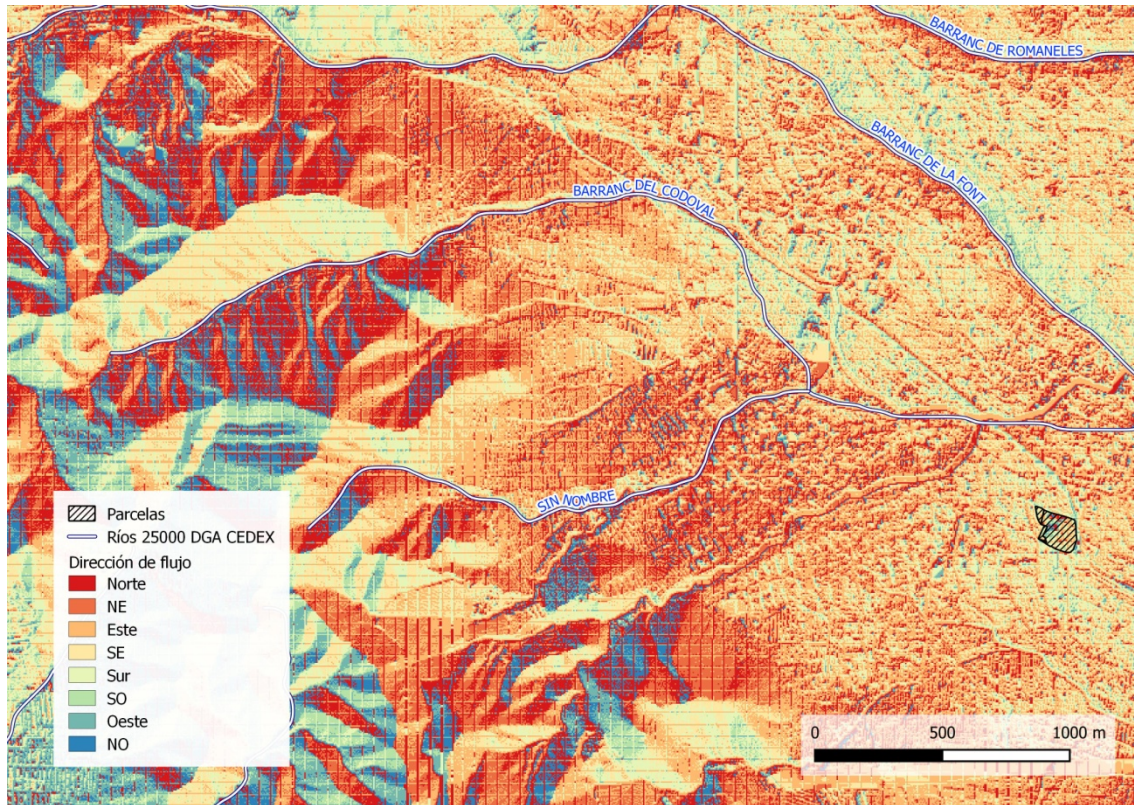 BARRANC DE ROMANELES
BARRANC DE LA FONT
BARRANC DEL CODOVAL
SIN NOMBRE
Parcelas
Ríos 25000 DGA CEDEX
Dirección de flujo
Norte
NE
Este
SE
Sur
SO
Oeste
NO
0 500 1000 m